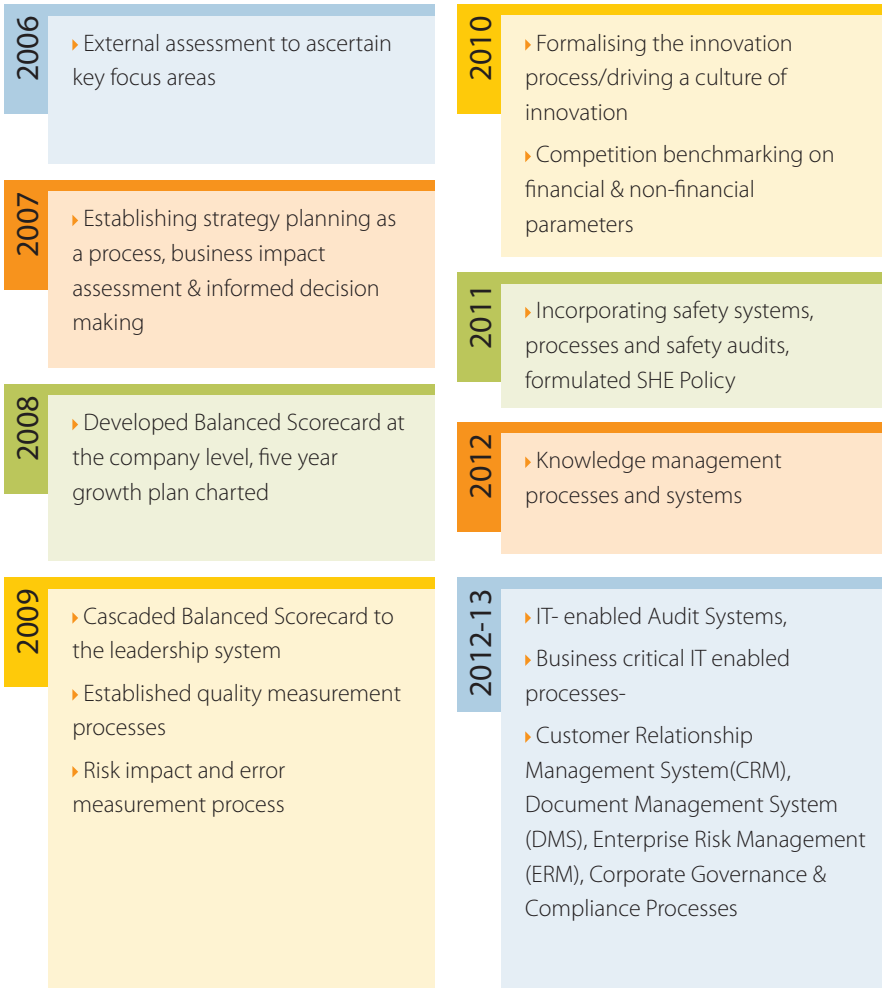 2006
External assessment to ascertain
key focus areas
2007
Establishing strategy planning as
a process, business impact
assessment & informed decision
making
2008
Developed Balanced Scorecard at
the company level, five year
growth plan charted
2009
Cascaded Balanced Scorecard to
the leadership system
Established quality measurement
processes
Risk impact and error
measurement process
2010
Formalising the innovation
process/driving a culture of
innovation
Competition benchmarking on
financial & non-financial
parameters
2011
Incorporating safety systems,
processes and safety audits,
formulated SHE Policy
2012
Knowledge management
processes and systems
2012-13
IT- enabled Audit Systems,
Business critical IT enabled
processes-
Customer Relationship
Management System(CRM),
Document Management System
(DMS), Enterprise Risk Management
(ERM), Corporate Governance &
Compliance Processes